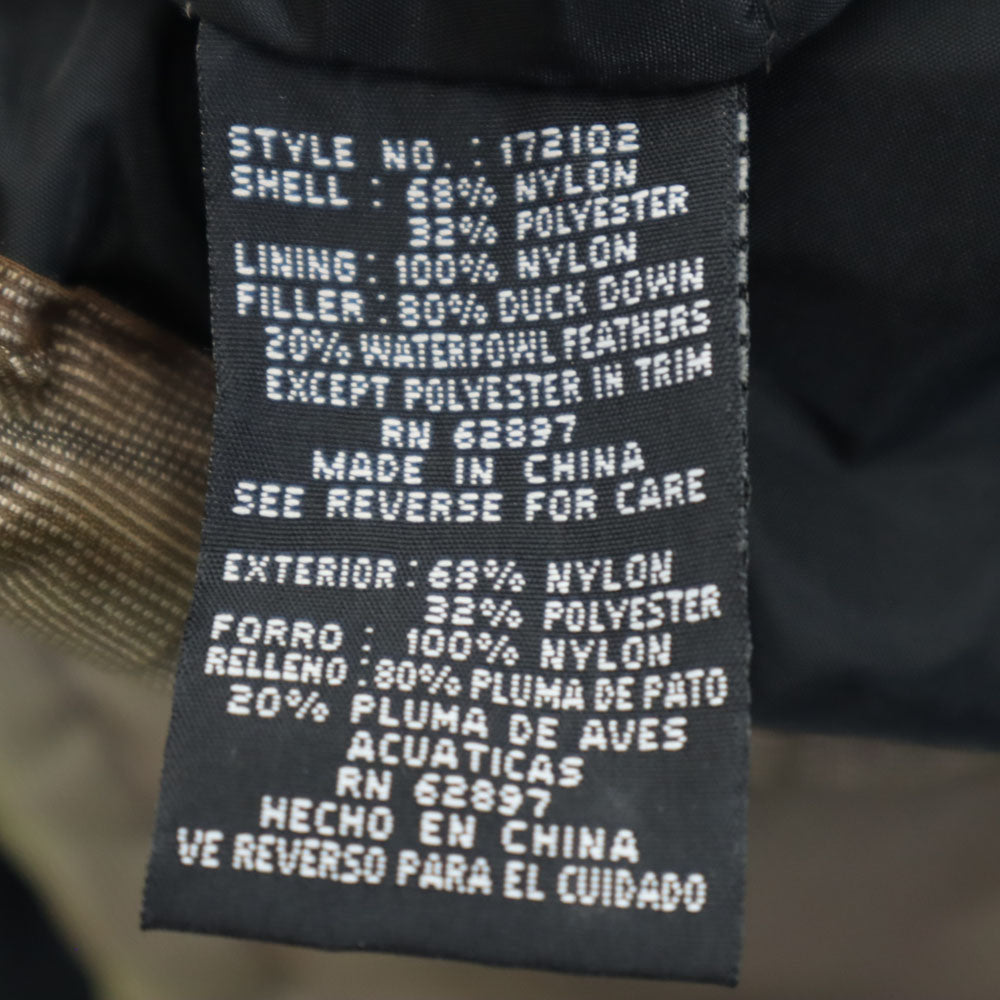 STYLE NO. : 172102
SHELL : 68% NYLON
32% POLYESTER
LINING : 100% NYLON
FILLER : 80% DUCK DOWN
20% WATERFOWL FEATHERS
EXCEPT POLYESTER IN TRIM
RN 62897
MADE IN CHINA
SEE REVERSE FOR CARE
EXTERIOR : 68% NYLON
32% POLYESTER
FORRO : 100% NYLON
RELLENO : 80% PLUMA DE PATO
20% PLUMA DE AVES
ACUATICAS
RN 62897
HECHO EN CHINA
VE REVERSO PARA EL CUIDADO